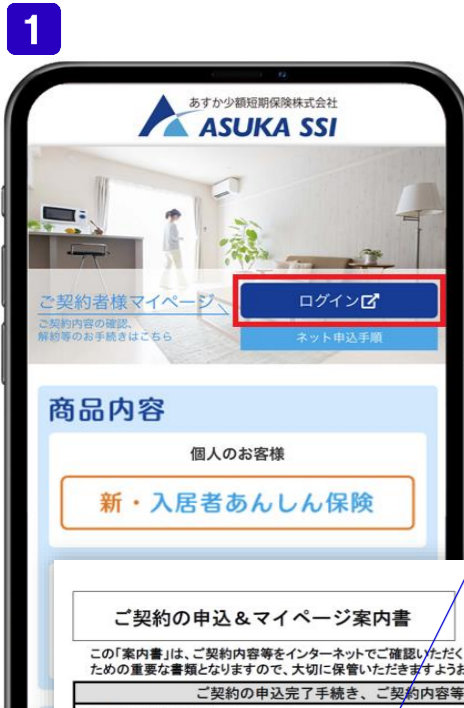 1
あすか少額短期保険株式会社
ASUKA SSI
ご契約者様マイページ
ログイン
ご契約内容の確認、
解約等のお手続きはこちら
ネット申込手順
商品内容
個人のお客様
新・入居者あんしん保険
ご契約の申込&マイページ案内書
この「案内書」は、ご契約内容等をインターネットでご確認いただく
ための重要な書類となりますので、大切に保管いただきますようお
ご契約の申込完了手続き、ご契約内容等